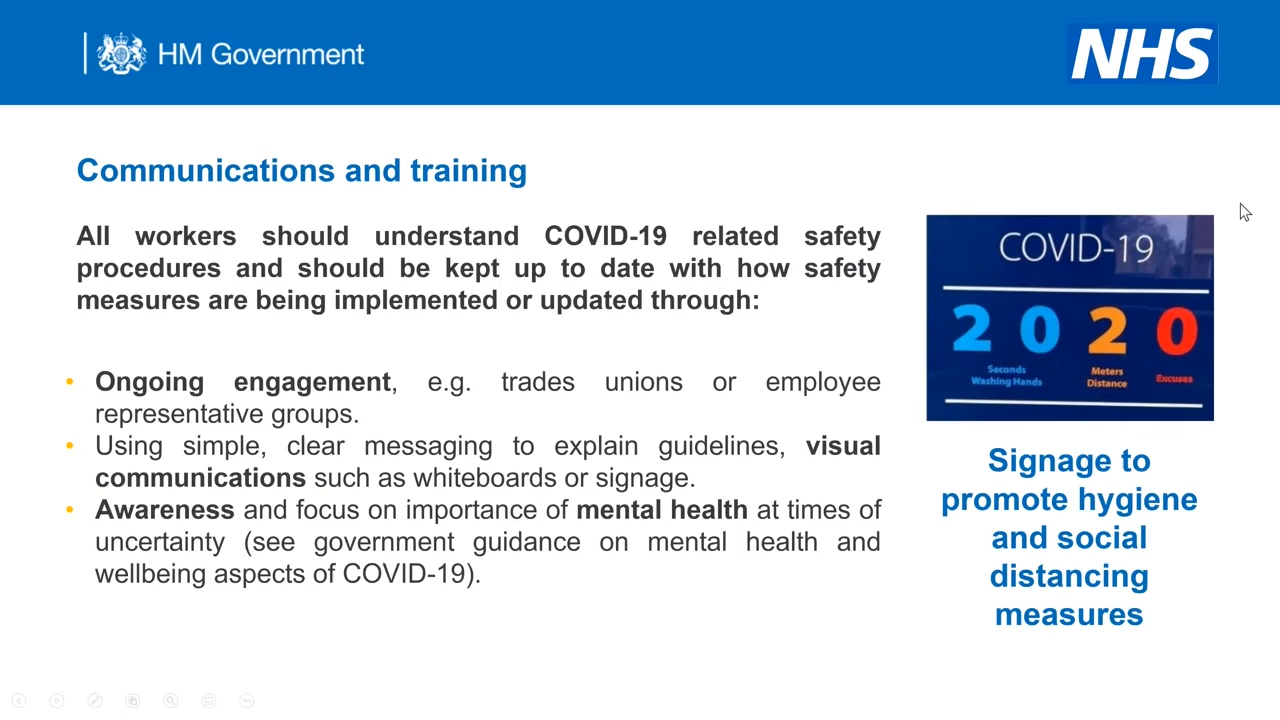 HM Government
NHS
Communications and training
All workers should understand COVID-19 related safety
procedures and should be kept up to date with how safety
measures are being implemented or updated through:
• Ongoing engagement, e.g. trades unions or employee
representative groups.
• Using simple, clear messaging to explain guidelines, visual
communications such as whiteboards or signage.
• Awareness and focus on importance of mental health at times of
uncertainty (see government guidance on mental health and
wellbeing aspects of COVID-19).
COVID-19
2 0 2 0
Seconds
Washing Hands
Meters
Distance
Excuses
Signage to
promote hygiene
and social
distancing
measures